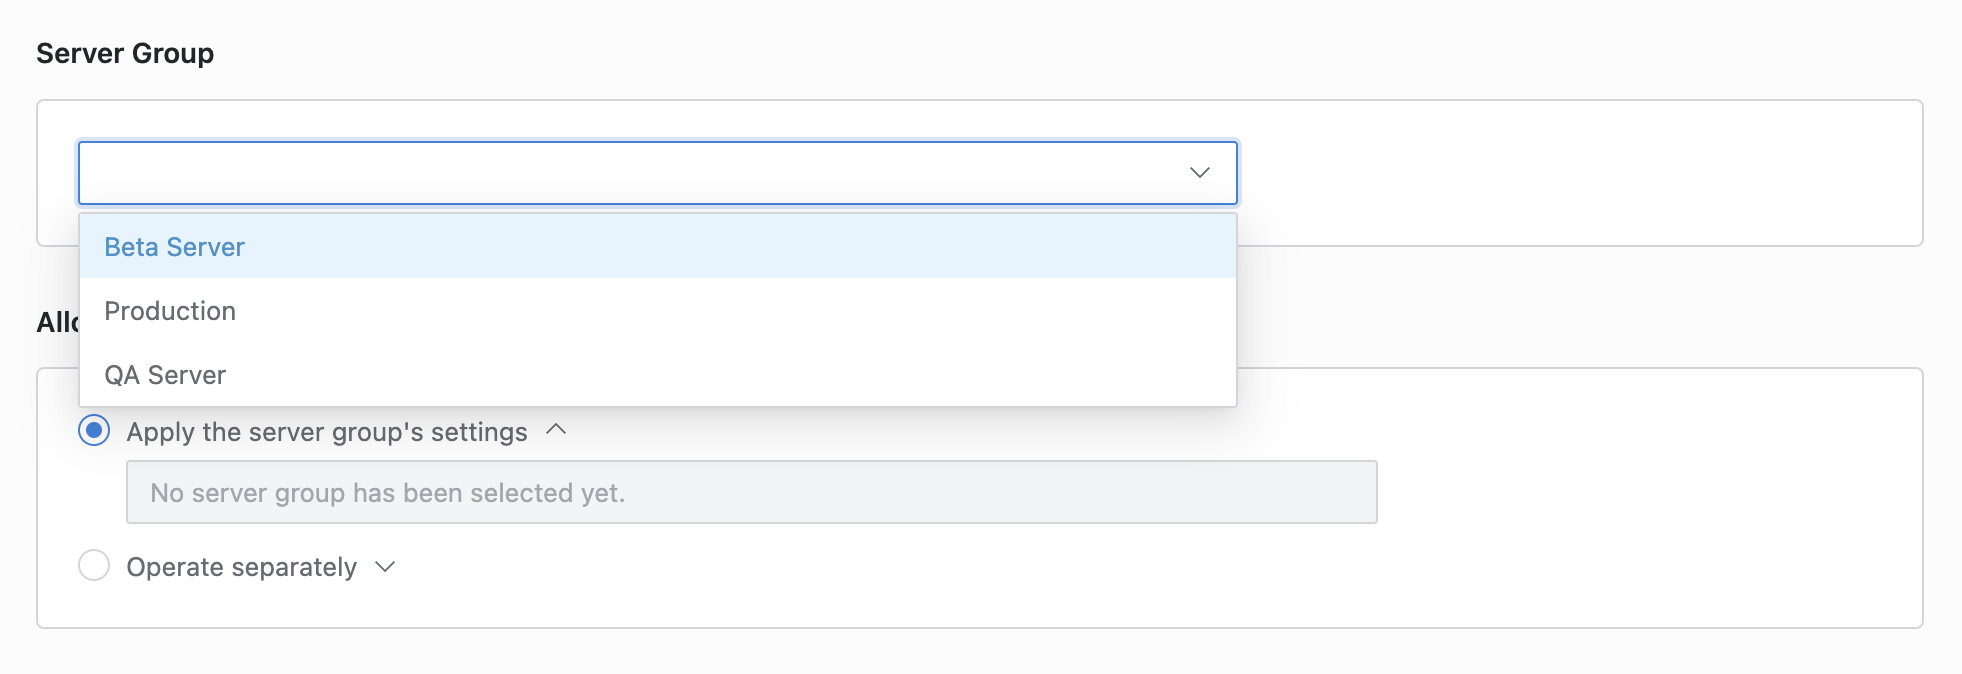 Server Group
Beta Server
Production
QA Server
Apply the server group's settings
No server group has been selected yet.
Operate separately